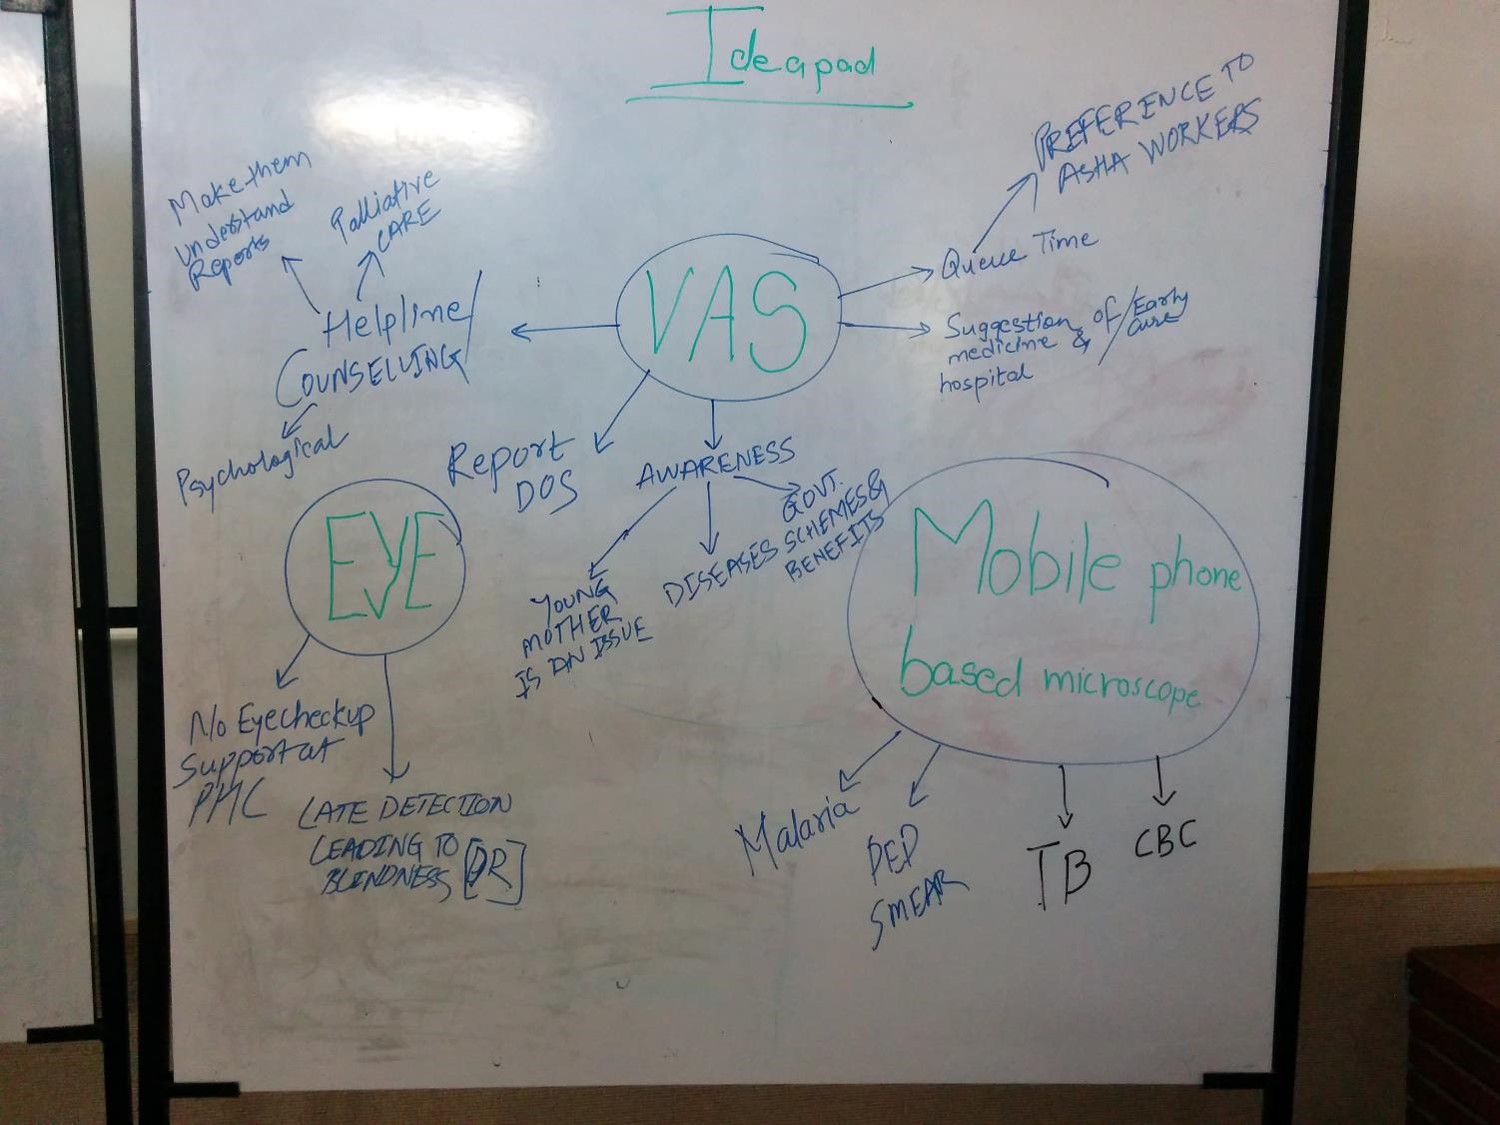 Ideapad
Make them
Understand
Reports
Palliative
CARE
Helpline/
COUNSELLING
Psychological
VAS
PREFERENCE TO
ASHA WORKERS
Queue Time
Suggestion of/Early
medicine & /Cure
hospital
Report
DOS
AWARENESS
YOUNG
MOTHER
IS AN ISSUE
DISEASES
GOVT.
SCHEMES &
BENEFITS
EYE
No Eyecheckup
Support at
PHC
LATE DETECTION
LEADING TO
BLINDNESS [DR]
Mobile phone
based microscope
Malaria
SMEAR
TB
CBC